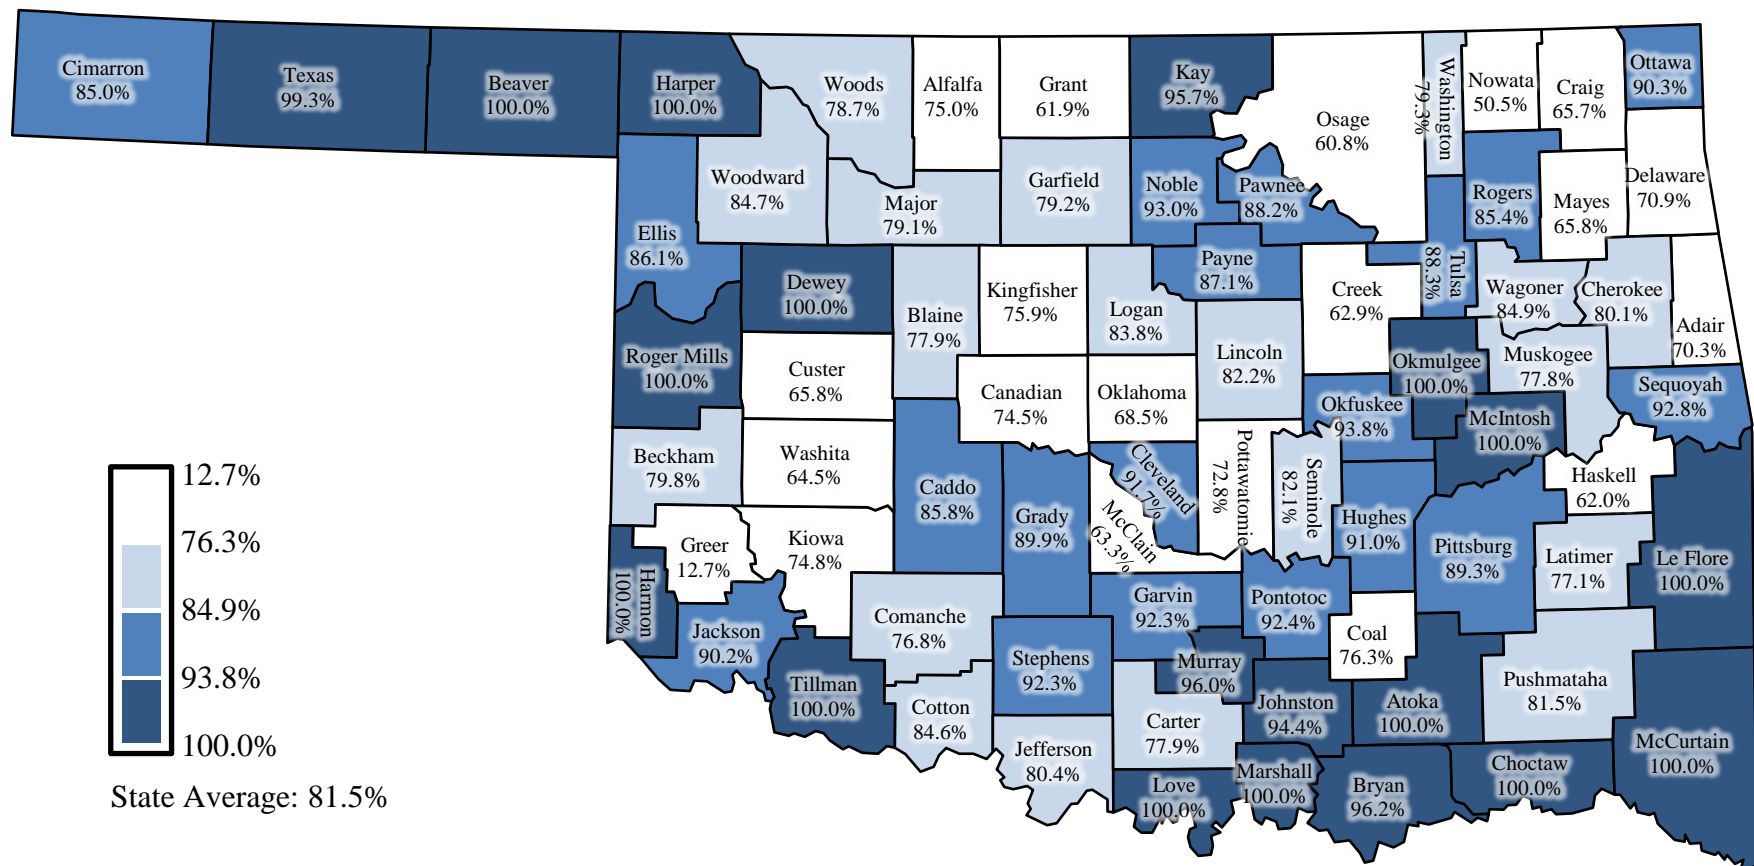 Cimarron
85.0%
Texas
99.3%
Beaver
100.0%
Harper
100.0%
Woods
78.7%
Alfalfa
75.0%
Grant
61.9%
Kay
95.7%
Osage
60.8%
Washington
79.3%
Nowata
50.5%
Craig
65.7%
Ottawa
90.3%
Woodward
84.7%
Major
79.1%
Garfield
79.2%
Noble
93.0%
Pawnee
88.2%
Rogers
85.4%
Mayes
65.8%
Delaware
70.9%
Ellis
86.1%
Dewey
100.0%
Blaine
77.9%
Kingfisher
75.9%
Logan
83.8%
Payne
87.1%
Creek
62.9%
Tulsa
88.3%
Wagoner
84.9%
Cherokee
80.1%
Adair
70.3%
Roger Mills
100.0%
Custer
65.8%
Canadian
74.5%
Oklahoma
68.5%
Lincoln
82.2%
Okfuskee
93.8%
Okmulgee
100.0%
Muskogee
77.8%
McIntosh
100.0%
Sequoyah
92.8%
Beckham
79.8%
Washita
64.5%
Caddo
85.8%
Grady
89.9%
Cleveland
91.7%
McClain
63.3%
Pottawatomie
72.8%
Seminole
82.1%
Hughes
91.0%
Pittsburg
89.3%
Haskell
62.0%
Latimer
77.1%
Le Flore
100.0%
Harmon
100.0%
Greer
12.7%
Kiowa
74.8%
Jackson
90.2%
Comanche
76.8%
Tillman
100.0%
Cotton
84.6%
Stephens
92.3%
Jefferson
80.4%
Garvin
92.3%
Murray
96.0%
Carter
77.9%
Love
100.0%
Pontotoc
92.4%
Coal
76.3%
Johnston
94.4%
Marshall
100.0%
Atoka
100.0%
Bryan
96.2%
Pushmataha
81.5%
Choctaw
100.0%
McCurtain
100.0%
12.7%
76.3%
84.9%
93.8%
100.0%
State Average: 81.5%